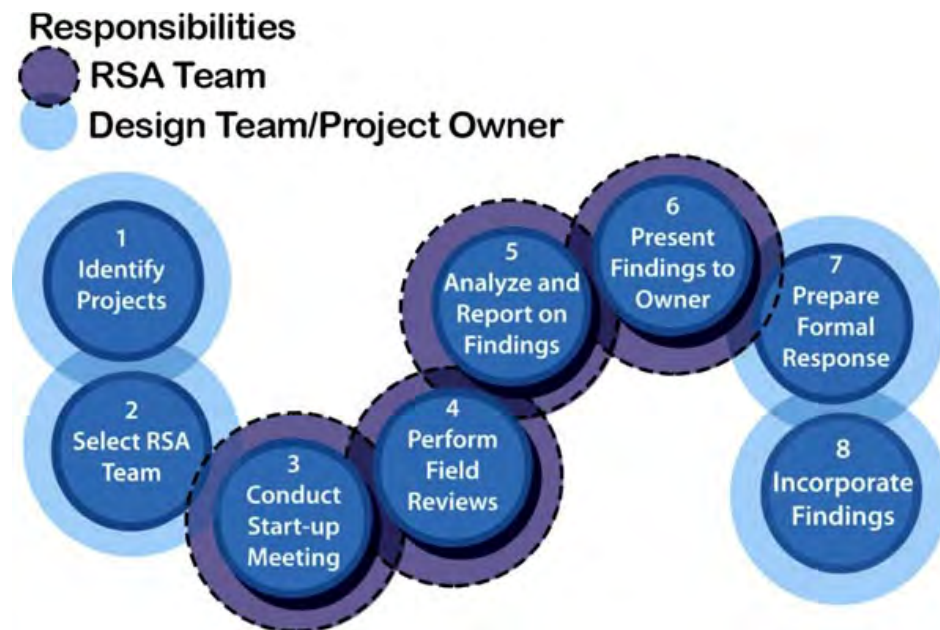 Responsibilities
RSA Team
Design Team/Project Owner
1
Identify
Projects
2
Select RSA
Team
3
Conduct
Start-up
Meeting
4
Perform
Field
Reviews
5
Analyze and
Report on
Findings
6
Present
Findings to
Owner
7
Prepare
Formal
Response
8
Incorporate
Findings